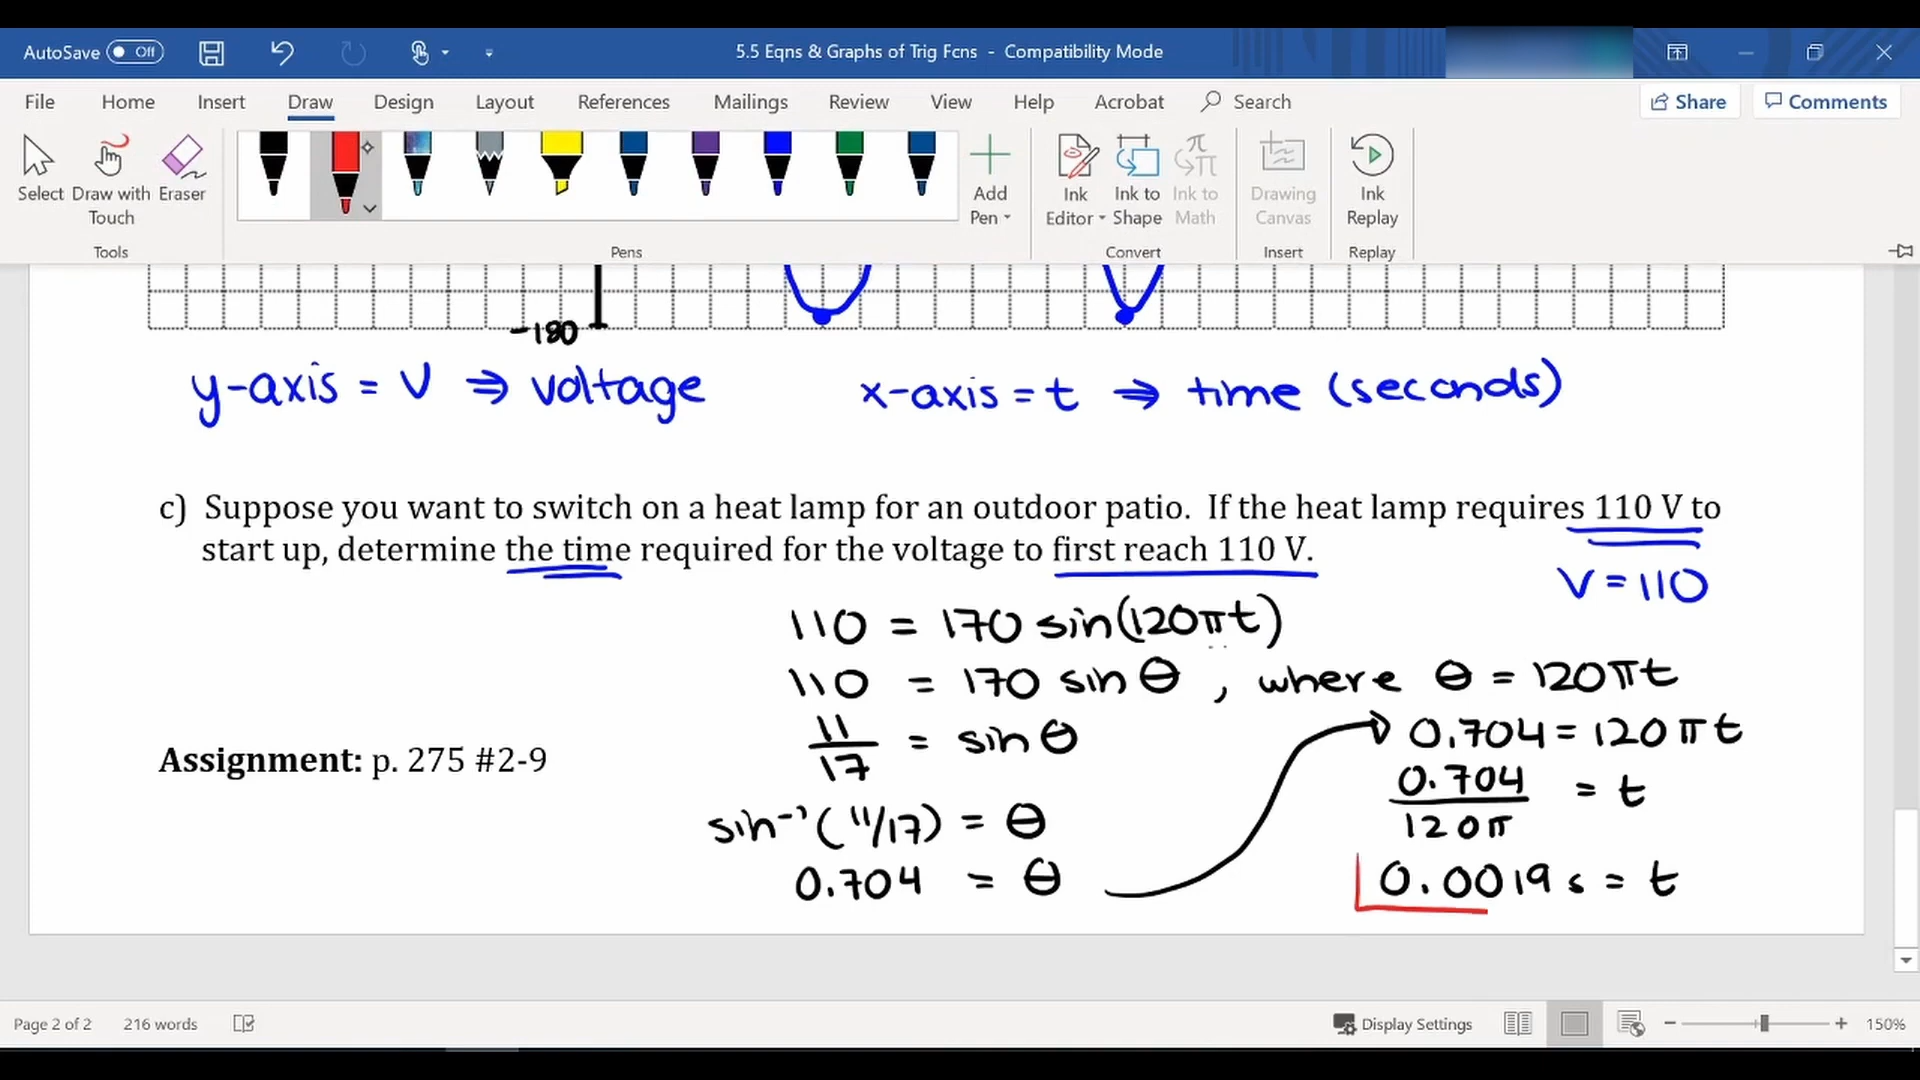 AutoSave Off 5.5 Eqns & Graphs of Trig Fcns - Compatibility Mode
File Home Insert Draw Design Layout References Mailings Review View Help Acrobat Search Share Comments
Select Draw with Touch Eraser Add Pen Ink Editor Ink to Shape Ink to Math Drawing Canvas Ink Replay
Tools Pens Convert Insert Replay
-180
y-axis = V ⇒ voltage x-axis = t ⇒ time (seconds)
c) Suppose you want to switch on a heat lamp for an outdoor patio. If the heat lamp requires 110 V to
start up, determine the time required for the voltage to first reach 110 V.
V = 110
110 = 170 sin(120πt)
110 = 170 sin θ , where θ = 120πt
11/17 = sin θ
0.704 = 120πt
Assignment: p. 275 #2-9
0.704/120π = t
sin⁻¹(11/17) = θ
0.704 = θ
0.0019 s = t
Page 2 of 2 216 words Display Settings 150%